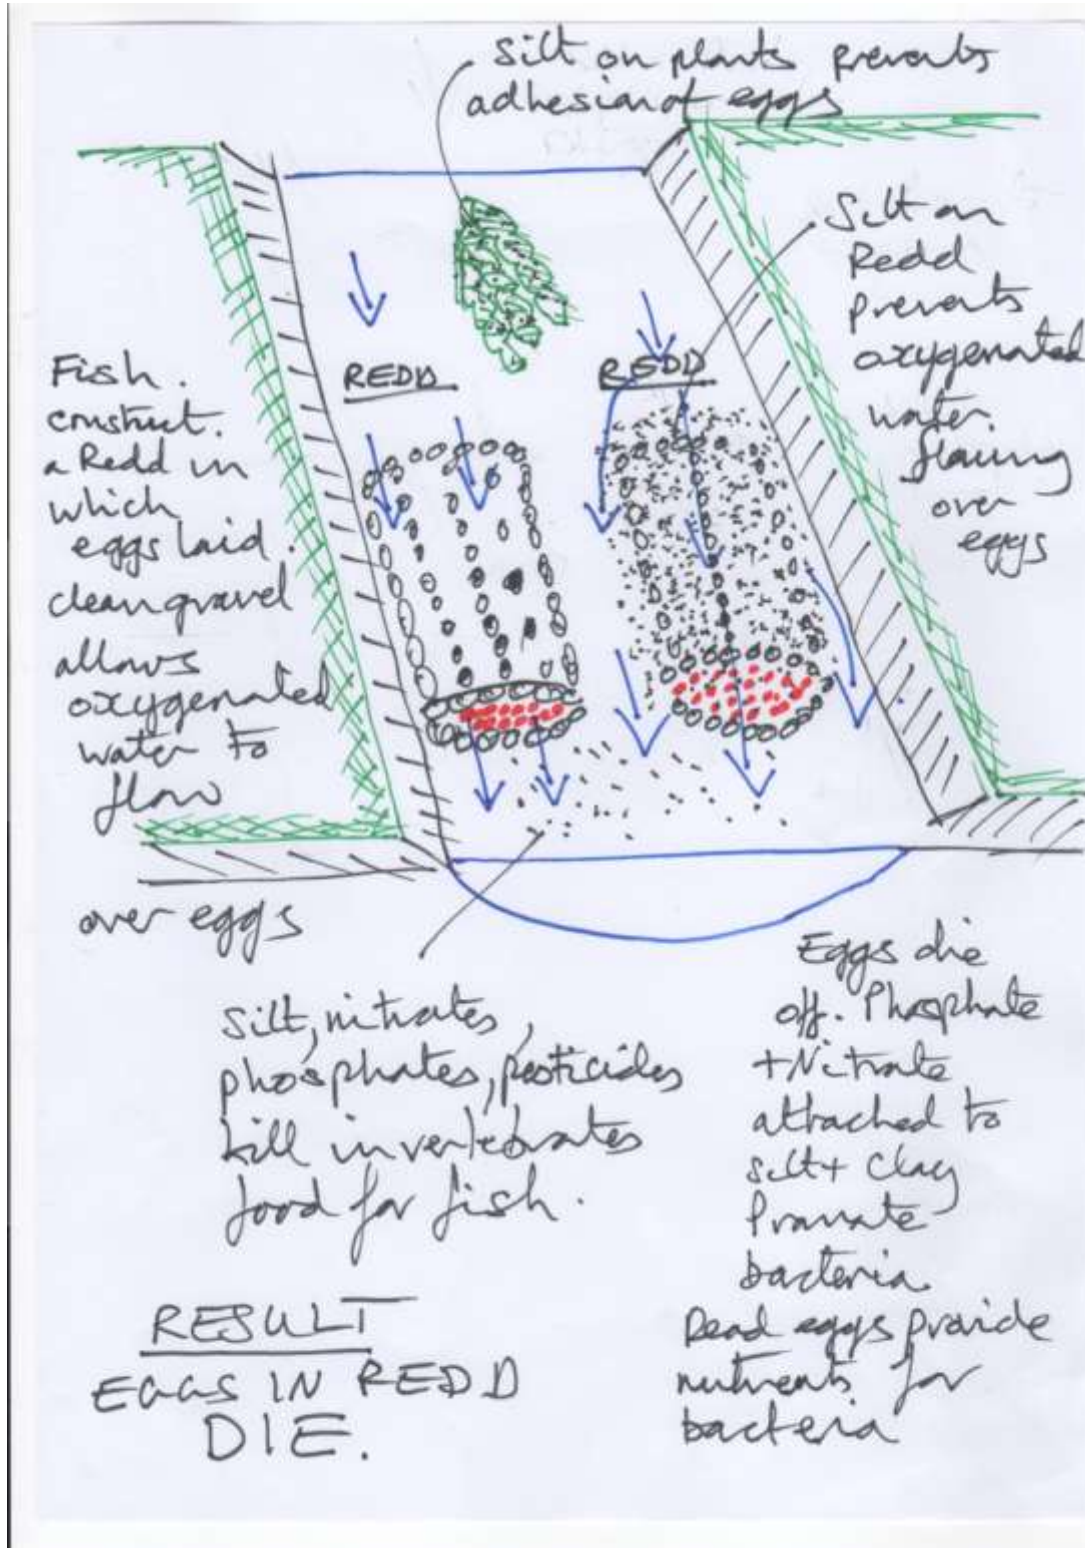 Silt on plants prevents
adhesion of eggs
Silt on
Redd
prevents
oxygenated
water
flowing
over
eggs
REDD
REDD
Fish.
construct.
a Redd in
which
eggs laid.
clean gravel
allows
oxygenated
water to
flow
over eggs
Silt, nitrates,
phosphates, pesticides
kill invertebrates
food for fish.
Eggs die
off. Phosphate
+Nitrate
attached to
silt + clay
Promote
bacteria.
Dead eggs provide
nutrients for
bacteria
RESULT
EGGS IN REDD
DIE.